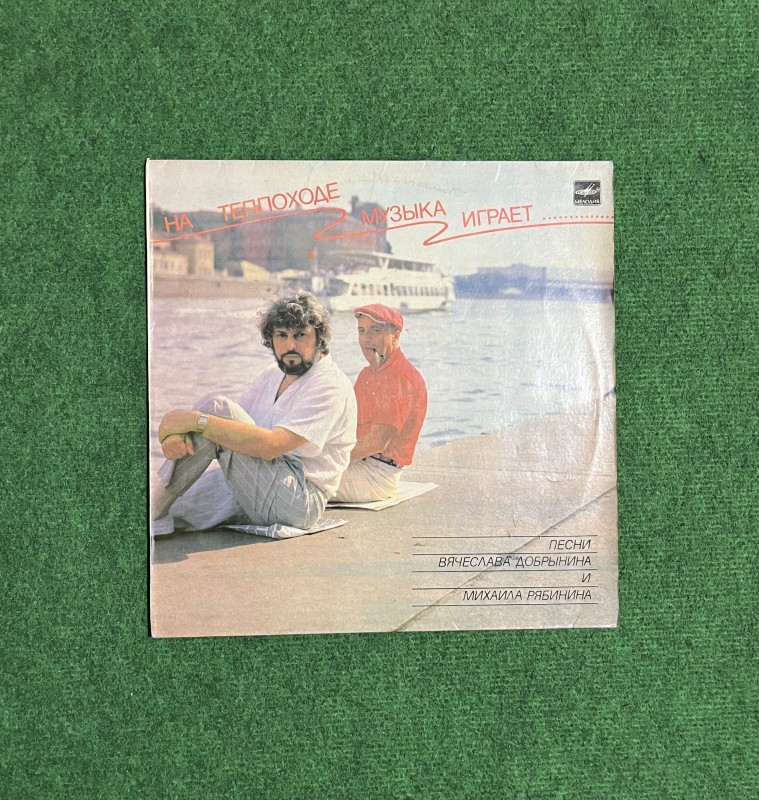 НА ТЕПЛОХОДЕ МУЗЫКА ИГРАЕТ
МЕЛОДИЯ
ПЕСНИ
ВЯЧЕСЛАВА ДОБРЫНИНА
И
МИХАИЛА РЯБИНИНА